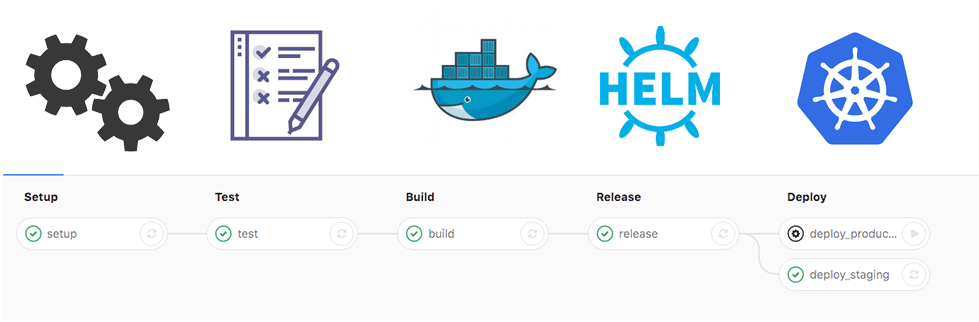 HELM
Setup
Test
Build
Release
Deploy
setup
test
build
release
deploy_produc...
deploy_staging